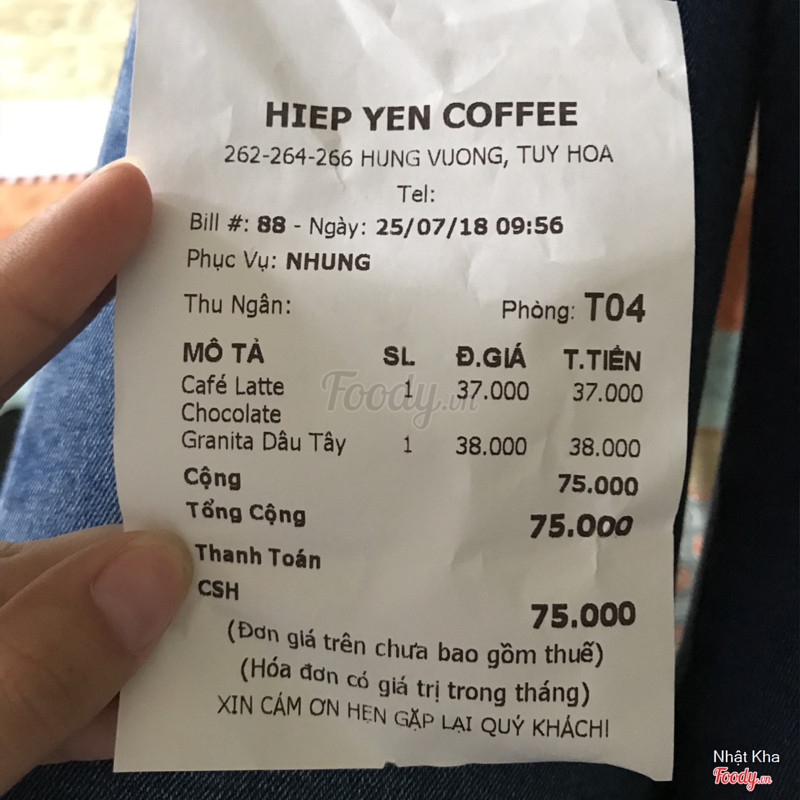 HIEP YEN COFFEE
262-264-266 HUNG VUONG, TUY HOA
Tel:
Bill #: 88 - Ngày: 25/07/18 09:56
Phục Vụ: NHUNG
Thu Ngân: Phòng: T04
MÔ TẢ SL Đ.GIÁ T.TIỀN
Café Latte 1 37.000 37.000
Chocolate
Granita Dâu Tây 1 38.000 38.000
Cộng 75.000
Tổng Cộng 75.000
Thanh Toán
CSH 75.000
(Đơn giá trên chưa bao gồm thuế)
(Hóa đơn có giá trị trong tháng)
XIN CÁM ƠN HẸN GẶP LẠI QUÝ KHÁCH!
Foody.vn
Nhật Kha
Foody.vn